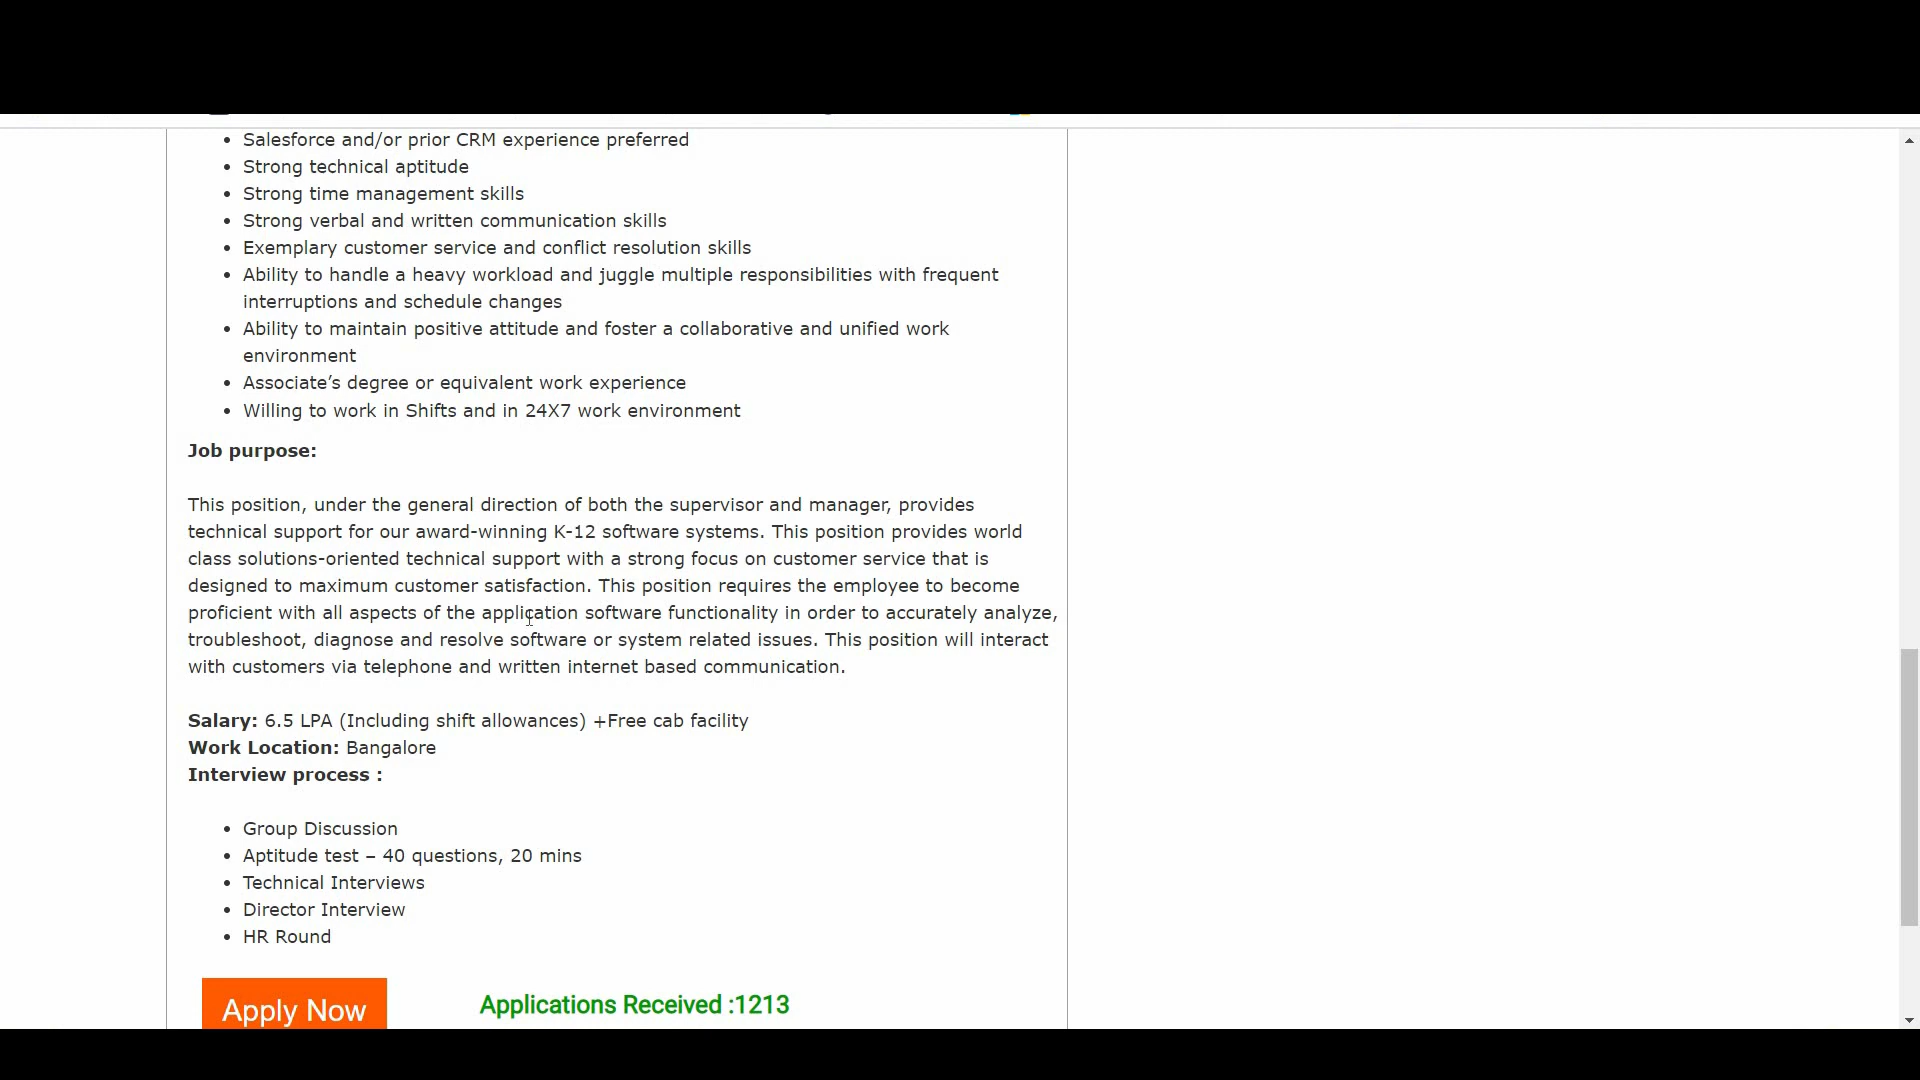 Salesforce and/or prior CRM experience preferred
Strong technical aptitude
Strong time management skills
Strong verbal and written communication skills
Exemplary customer service and conflict resolution skills
Ability to handle a heavy workload and juggle multiple responsibilities with frequent
interruptions and schedule changes
Ability to maintain positive attitude and foster a collaborative and unified work
environment
Associate’s degree or equivalent work experience
Willing to work in Shifts and in 24X7 work environment
Job purpose:
This position, under the general direction of both the supervisor and manager, provides
technical support for our award-winning K-12 software systems. This position provides world
class solutions-oriented technical support with a strong focus on customer service that is
designed to maximum customer satisfaction. This position requires the employee to become
proficient with all aspects of the application software functionality in order to accurately analyze,
troubleshoot, diagnose and resolve software or system related issues. This position will interact
with customers via telephone and written internet based communication.
Salary: 6.5 LPA (Including shift allowances) +Free cab facility
Work Location: Bangalore
Interview process :
Group Discussion
Aptitude test – 40 questions, 20 mins
Technical Interviews
Director Interview
HR Round
Apply Now
Applications Received :1213